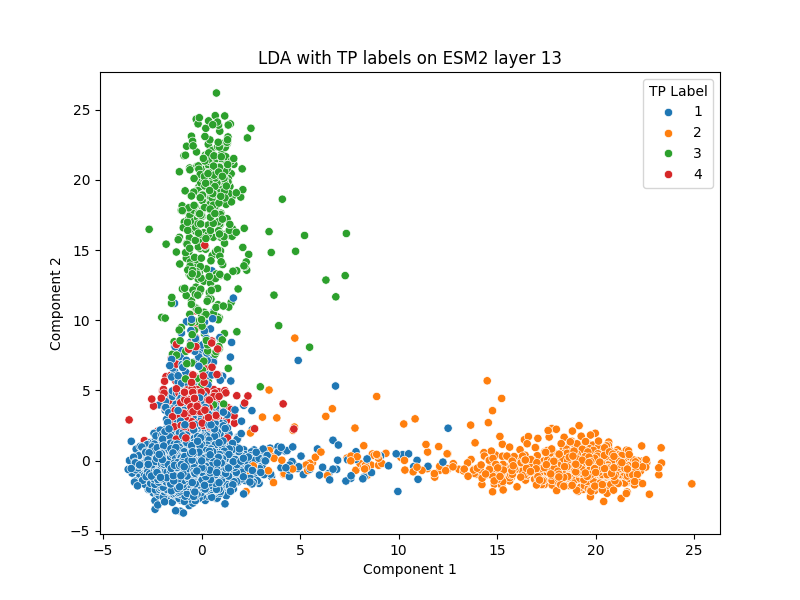 LDA with TP labels on ESM2 layer 13
TP Label
1
2
3
4
Component 2
25
20
15
10
5
0
−5
−5 0 5 10 15 20 25
Component 1